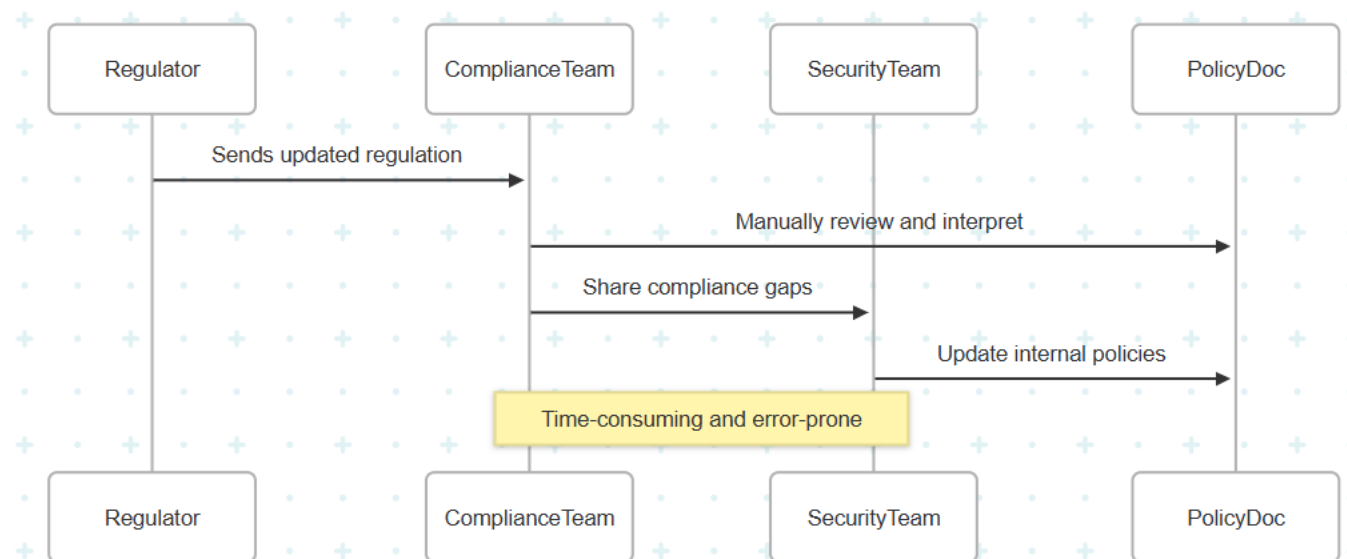 Regulator
ComplianceTeam
SecurityTeam
PolicyDoc
Sends updated regulation
Manually review and interpret
Share compliance gaps
Update internal policies
Time-consuming and error-prone
Regulator
ComplianceTeam
SecurityTeam
PolicyDoc